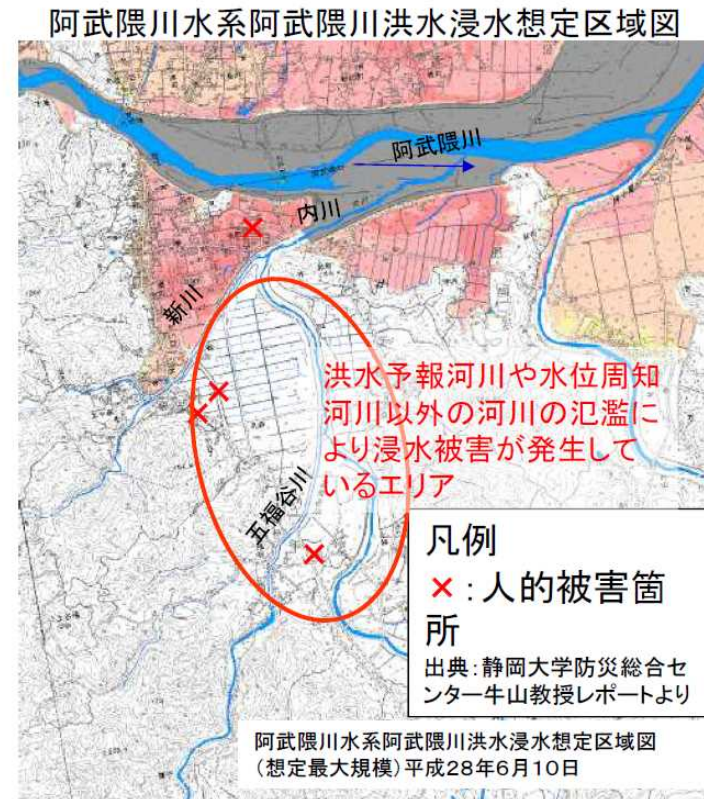 阿武隈川水系阿武隈川洪水浸水想定区域図
阿武隈川
内川
新川
洪水予報河川や水位周知
河川以外の河川の氾濫に
より浸水被害が発生して
いるエリア
五福谷川
凡例
×:人的被害箇
所
出典:静岡大学防災総合セ
ンター牛山教授レポートより
阿武隈川水系阿武隈川洪水浸水想定区域図
(想定最大規模)平成28年6月10日